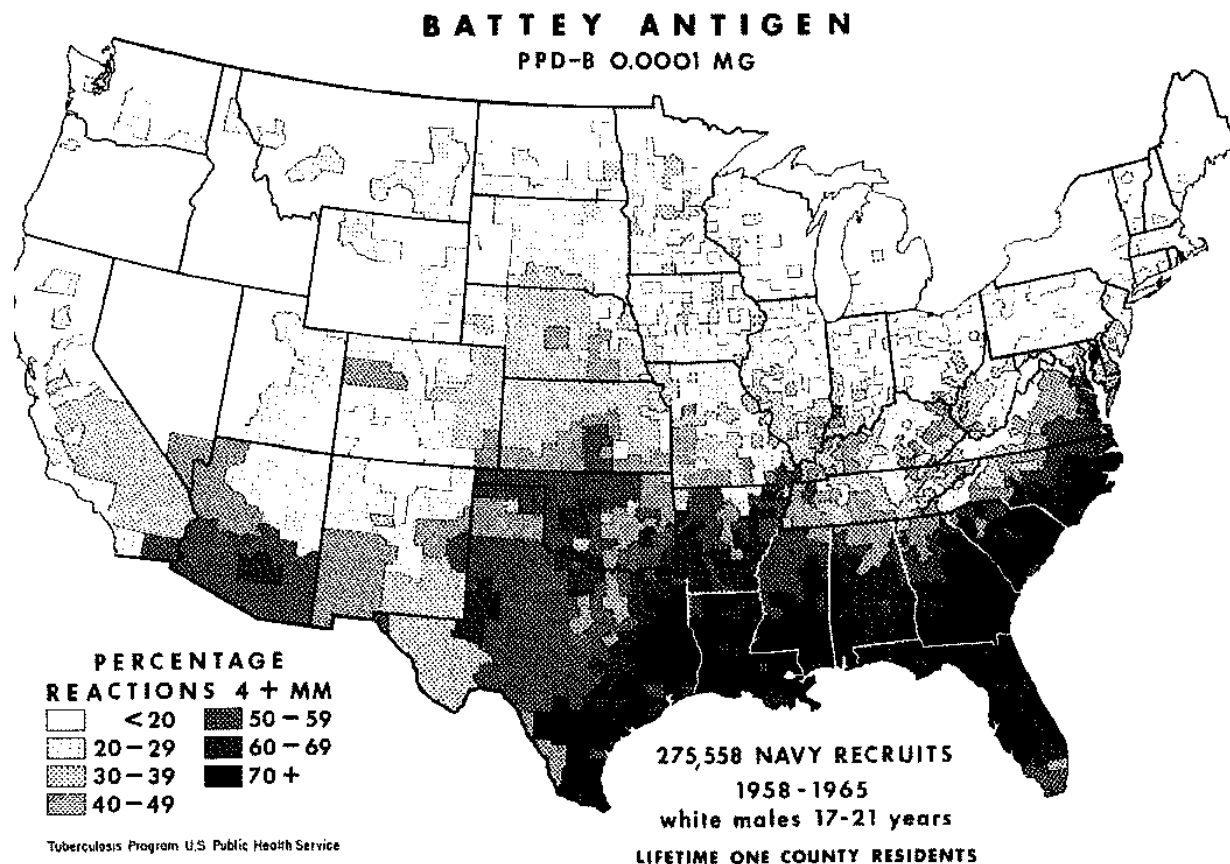 BATTEY ANTIGEN
PPD-B 0.0001 MG
PERCENTAGE
REACTIONS 4 + MM
<20
20-29
30-39
40-49
50-59
60-69
70+
275,558 NAVY RECRUITS
1958-1965
white males 17-21 years
LIFETIME ONE COUNTY RESIDENTS
Tuberculosis Program U.S. Public Health Service